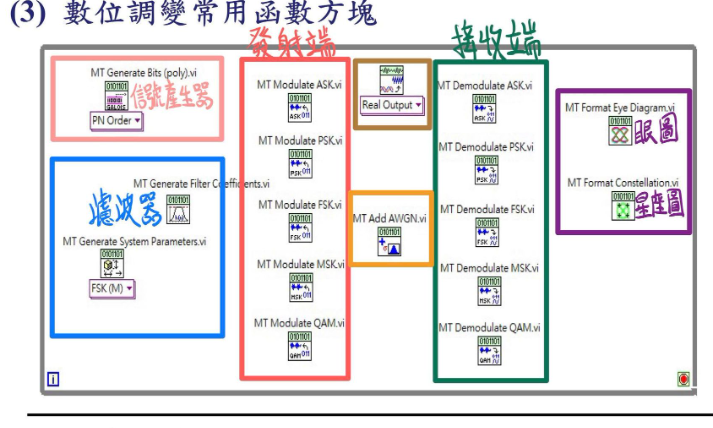 (3) 數位調變常用函數方塊
發射端
接收端
MT Generate Bits (poly).vi
信號產生器
PN Order
濾波器
MT Generate Filter Coefficients.vi
MT Generate System Parameters.vi
FSK (M)
MT Modulate ASK.vi
MT Modulate PSK.vi
MT Modulate FSK.vi
MT Modulate MSK.vi
MT Modulate QAM.vi
Real Output
MT Add AWGN.vi
MT Demodulate ASK.vi
MT Demodulate PSK.vi
MT Demodulate FSK.vi
MT Demodulate MSK.vi
MT Demodulate QAM.vi
MT Format Eye Diagram.vi
眼圖
MT Format Constellation.vi
星座圖
i